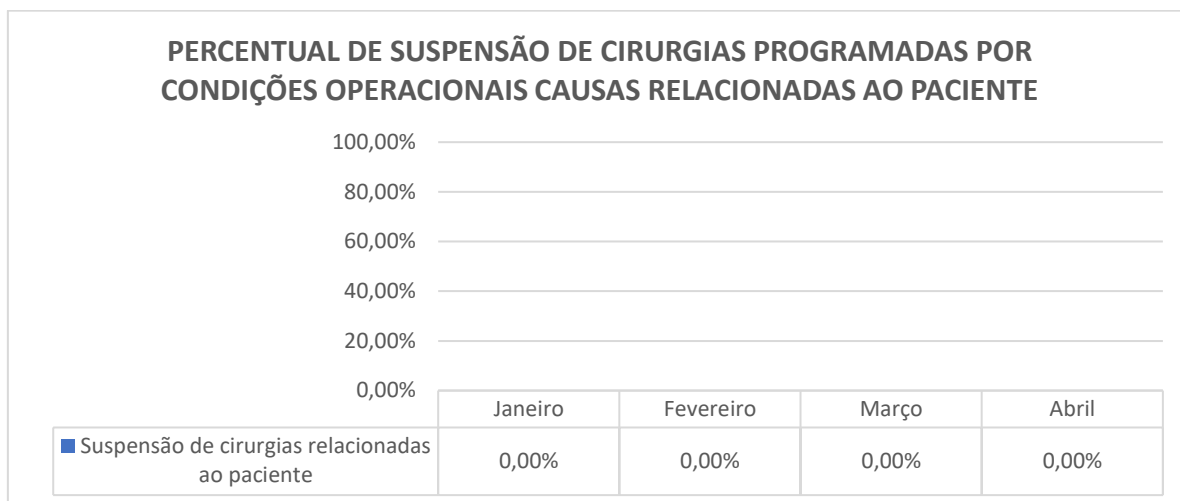 PERCENTUAL DE SUSPENSÃO DE CIRURGIAS PROGRAMADAS POR
CONDIÇÕES OPERACIONAIS CAUSAS RELACIONADAS AO PACIENTE
100,00%
80,00%
60,00%
40,00%
20,00%
0,00%
Janeiro Fevereiro Março Abril
Suspensão de cirurgias relacionadas
ao paciente
0,00% 0,00% 0,00% 0,00%